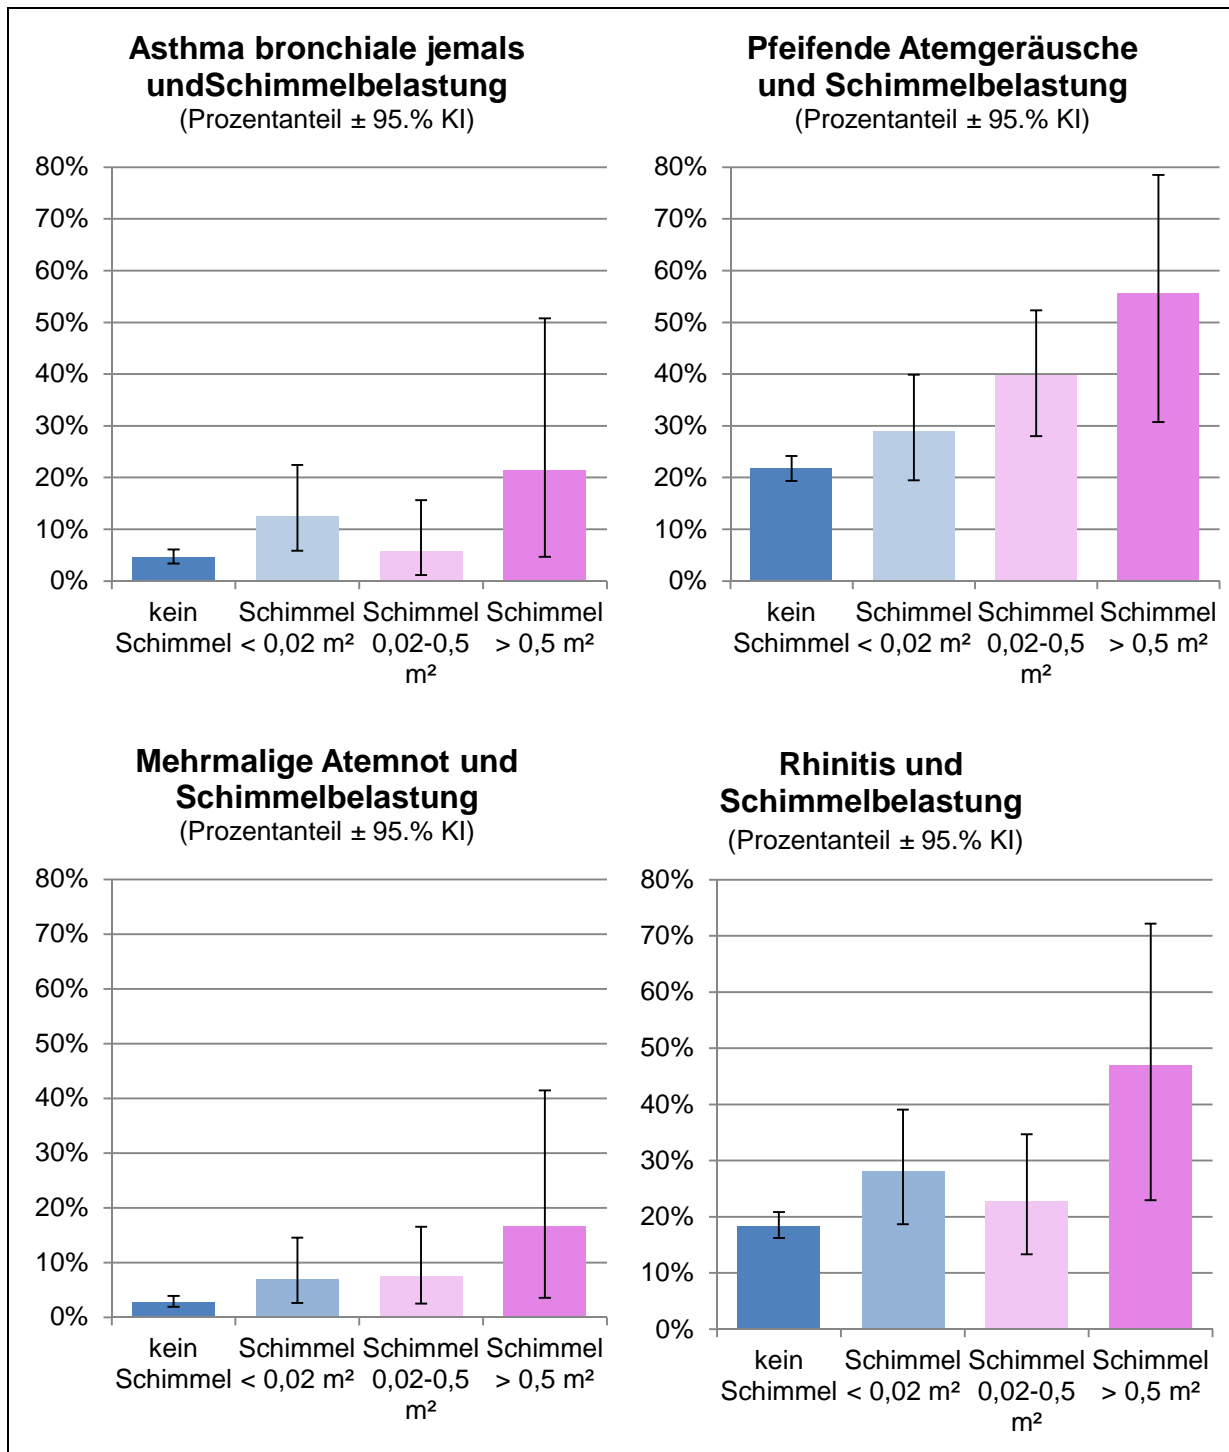 Asthma bronchiale jemals
undSchimmelbelastung
(Prozentanteil ± 95.% KI)
80%
70%
60%
50%
40%
30%
20%
10%
0%
kein Schimmel Schimmel Schimmel
Schimmel < 0,02 m² 0,02-0,5 > 0,5 m²
m²
Pfeifende Atemgeräusche
und Schimmelbelastung
(Prozentanteil ± 95.% KI)
80%
70%
60%
50%
40%
30%
20%
10%
0%
kein Schimmel Schimmel Schimmel
Schimmel < 0,02 m² 0,02-0,5 > 0,5 m²
m²
Mehrmalige Atemnot und
Schimmelbelastung
(Prozentanteil ± 95.% KI)
80%
70%
60%
50%
40%
30%
20%
10%
0%
kein Schimmel Schimmel Schimmel
Schimmel < 0,02 m² 0,02-0,5 > 0,5 m²
m²
Rhinitis und
Schimmelbelastung
(Prozentanteil ± 95.% KI)
80%
70%
60%
50%
40%
30%
20%
10%
0%
kein Schimmel Schimmel Schimmel
Schimmel < 0,02 m² 0,02-0,5 > 0,5 m²
m²